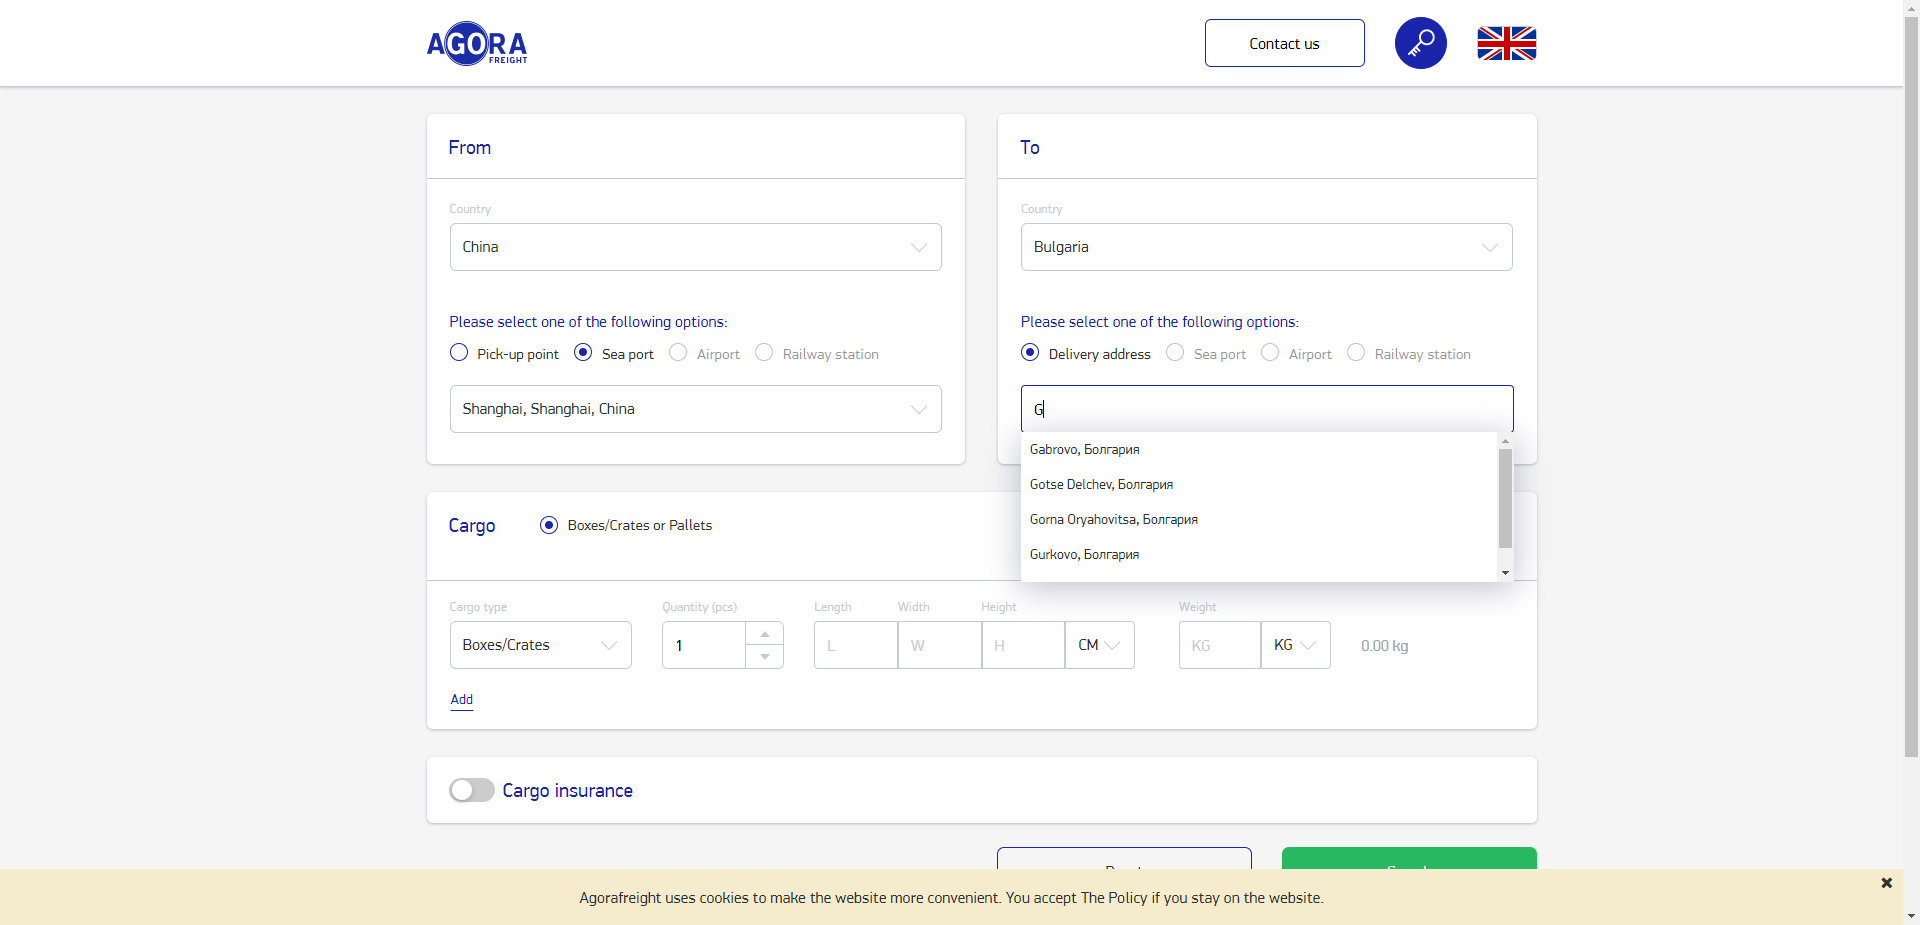 AGORA
FREIGHT
Contact us
From
To
Country
China
Country
Bulgaria
Please select one of the following options:
Pick-up point Sea port Airport Railway station
Please select one of the following options:
Delivery address Sea port Airport Railway station
Shanghai, Shanghai, China
G
Gabrovo, Болгария
Gotse Delchev, Болгария
Gorna Oryahovitsa, Болгария
Gurkovo, Болгария
Cargo
Boxes/Crates or Pallets
Cargo type Quantity (pcs) Length Width Height Weight
Boxes/Crates 1 L W H CM KG KG 0.00 kg
Add
Cargo insurance
Agorafreight uses cookies to make the website more convenient. You accept The Policy if you stay on the website.